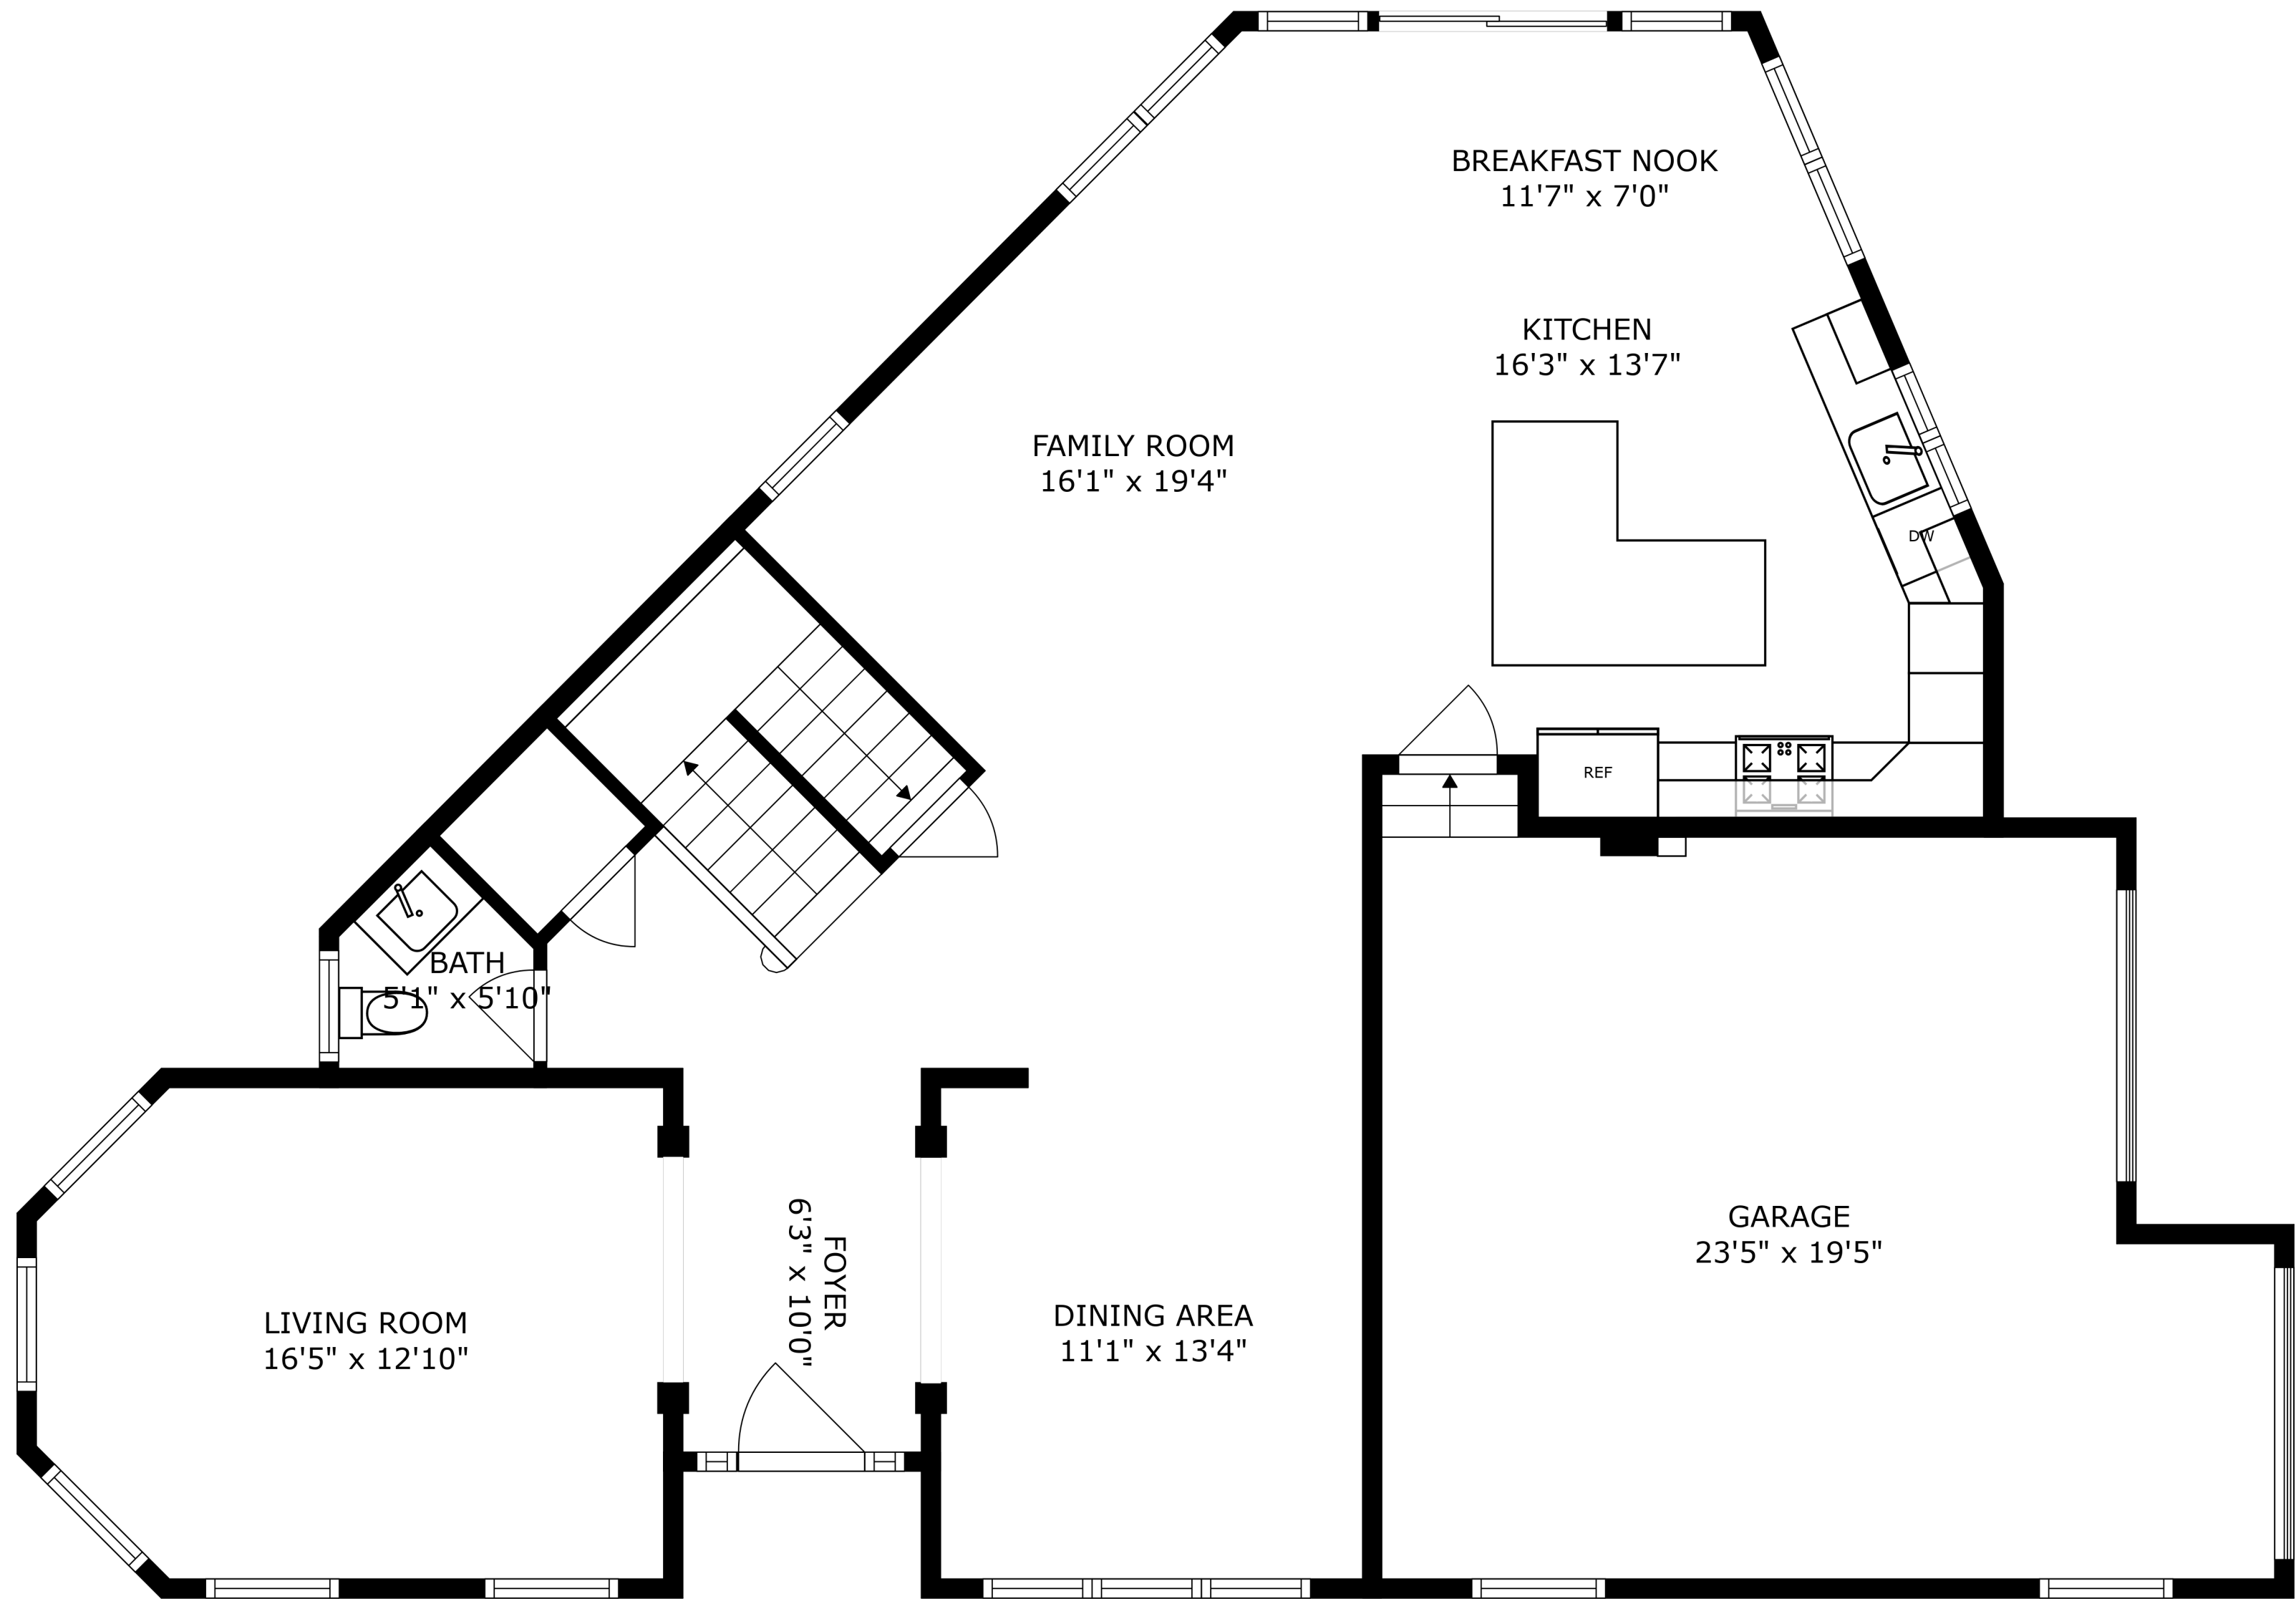 BREAKFAST NOOK
11'7" x 7'0"
KITCHEN
16'3" x 13'7"
FAMILY ROOM
16'1" x 19'4"
DW
REF
BATH
5'1" x 5'10"
GARAGE
23'5" x 19'5"
FOYER
6'3" x 10'0"
LIVING ROOM
16'5" x 12'10"
DINING AREA
11'1" x 13'4"